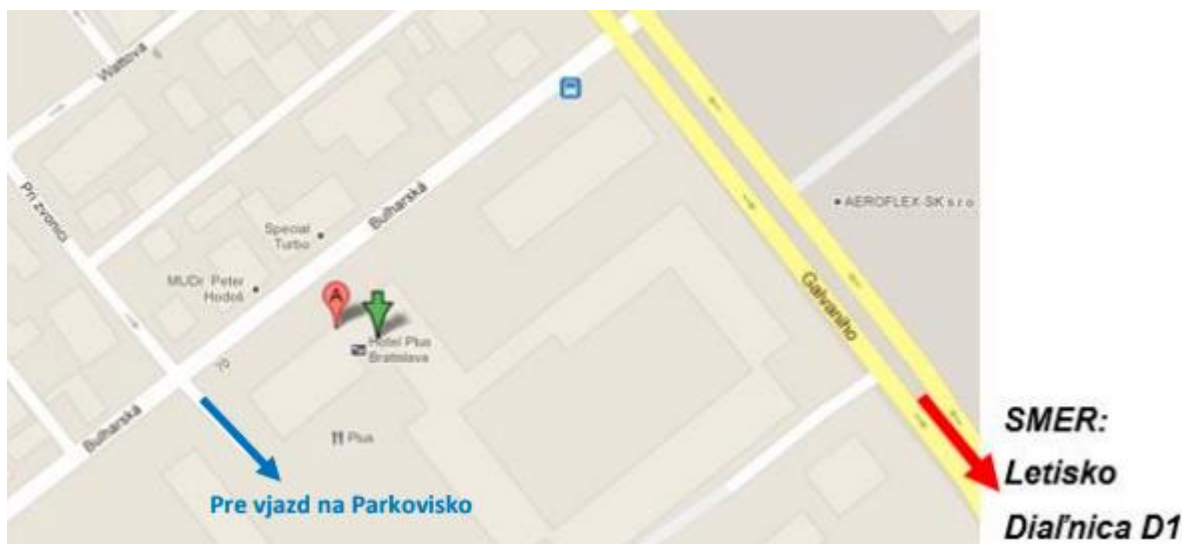 Wattova
Pri zvonici
Bulharská
Special
Turbo
MUDr Peter
Hodoš
A
Hotel Plus
Bratislava
Bulharská
Plus
Galvaniho
AEROFLEX-SK s r o
Pre vjazd na Parkovisko
SMER:
Letisko
Diaľnica D1